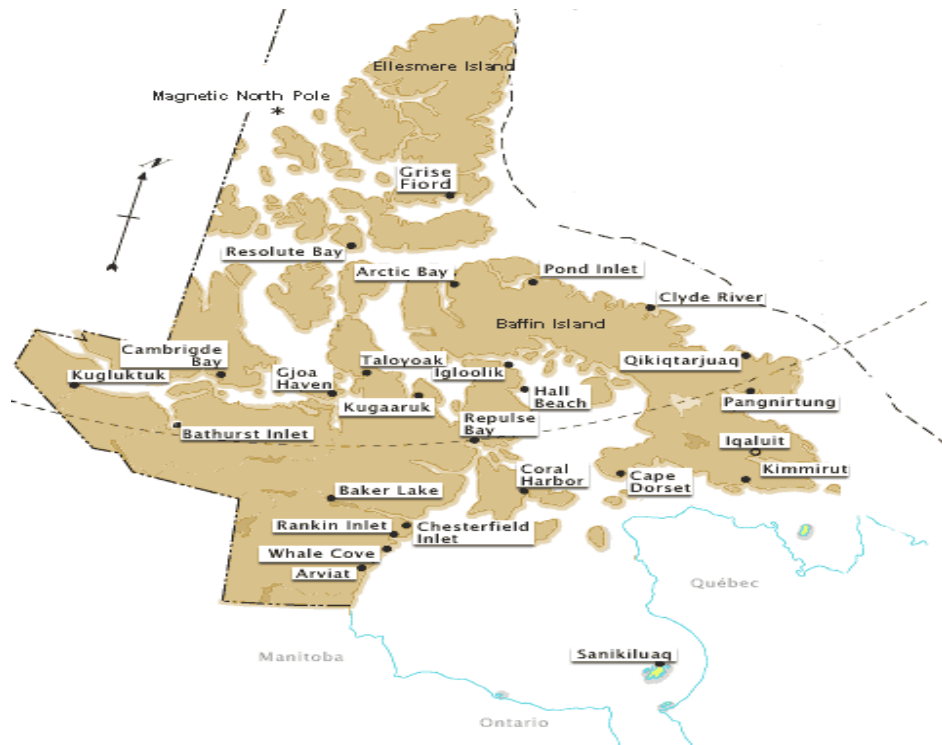 Ellesmere Island
Magnetic North Pole
*
N
Grise
Fiord
Resolute Bay
Arctic Bay
Pond Inlet
Clyde River
Baffin Island
Cambrigde
Bay
Taloyoak
Igloolik
Qikiqtarjuaq
Kugluktuk
Gjoa
Haven
Hall
Beach
Kugaaruk
Pangnirtung
Repulse
Bay
Bathurst Inlet
Iqaluit
Coral
Harbor
Cape
Dorset
Kimmirut
Baker Lake
Rankin Inlet
Chesterfield
Inlet
Whale Cove
Arviat
Québec
Manitoba
Sanikiluaq
Ontario